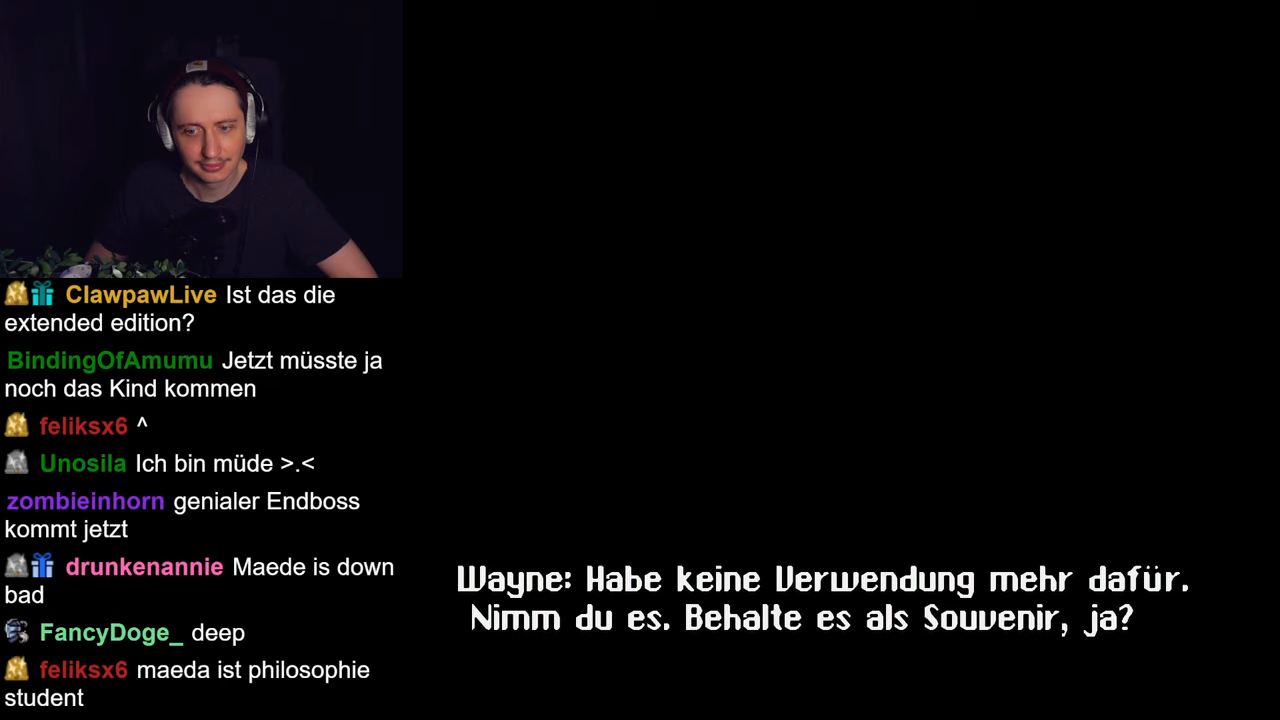 ClawpawLive Ist das die
extended edition?
BindingOfAmumu Jetzt müsste ja
noch das Kind kommen
feliksx6 ^
Unosila Ich bin müde >.<
zombieinhorn genialer Endboss
kommt jetzt
drunkenannie Maede is down
bad
FancyDoge_ deep
feliksx6 maeda ist philosophie
student
Wayne: Habe keine Verwendung mehr dafür.
Nimm du es. Behalte es als Souvenir, ja?